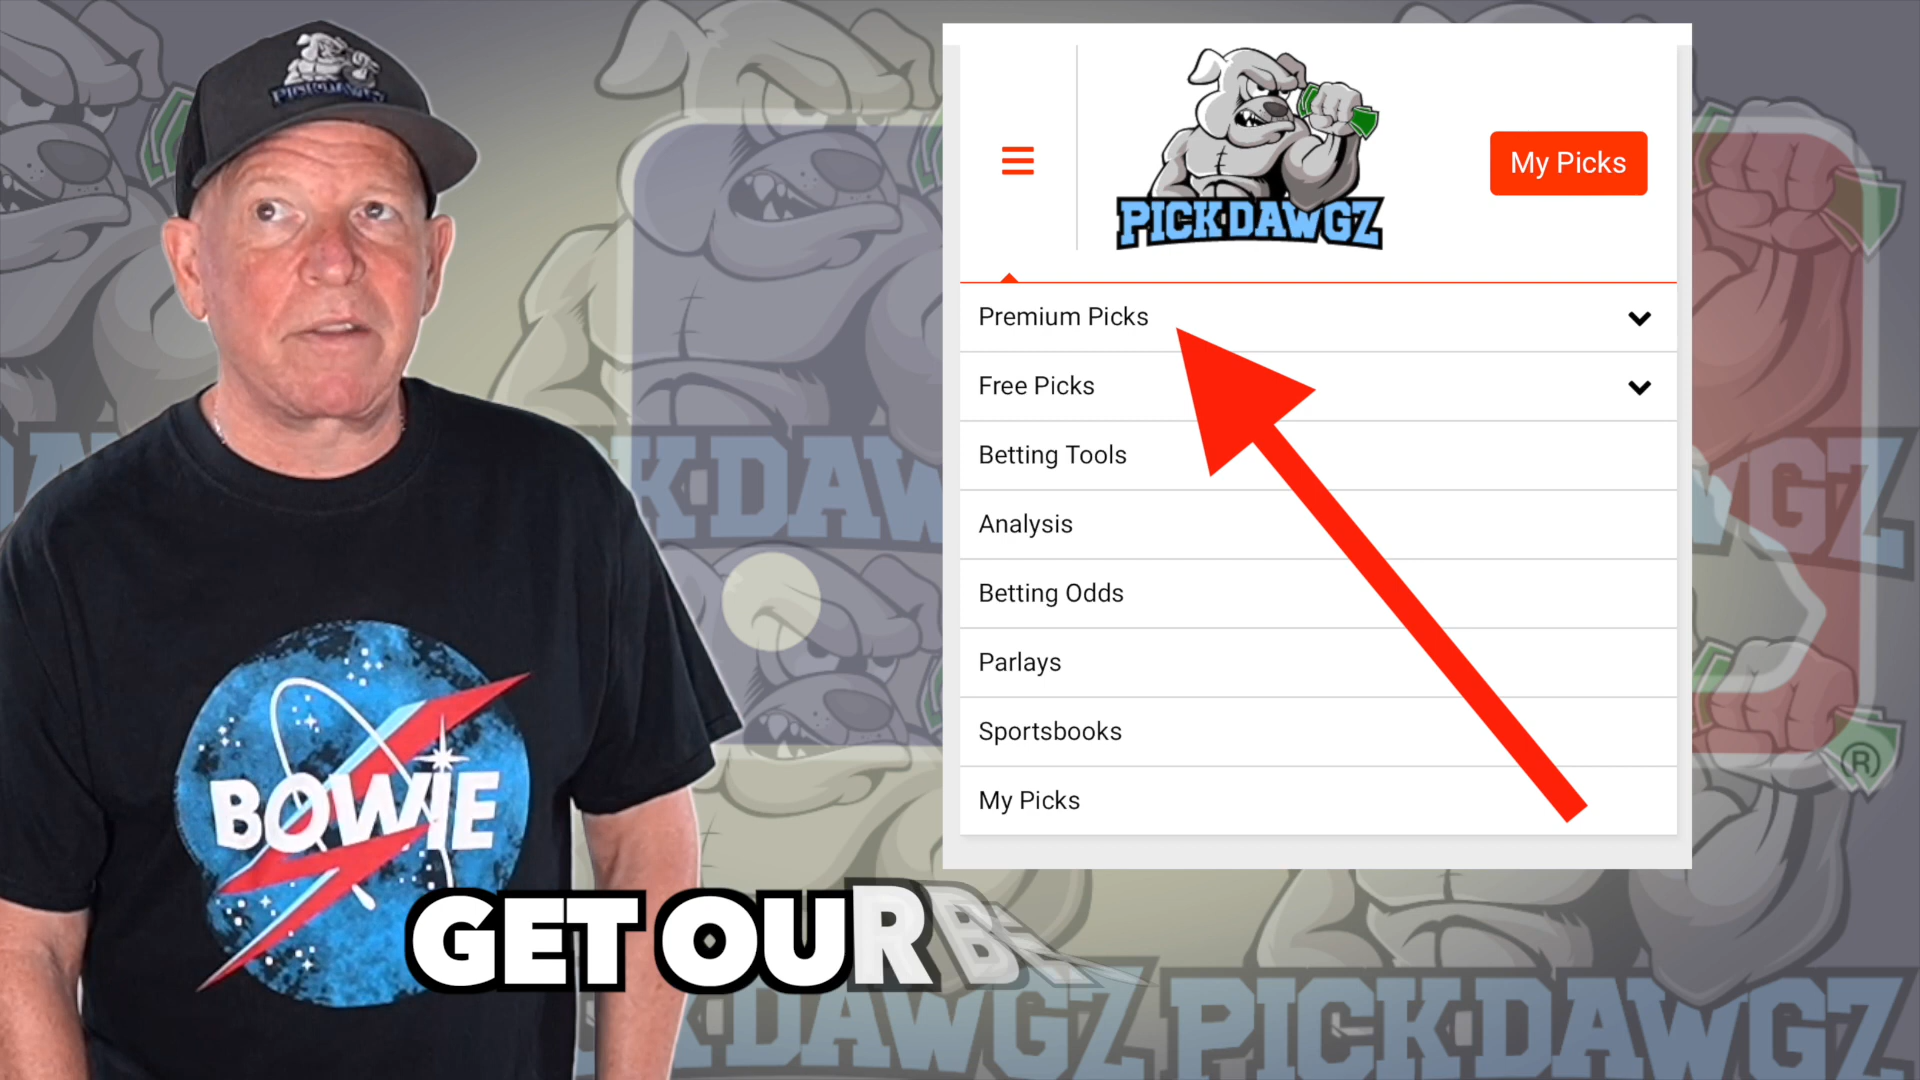 PICKDAWGZ
PICKDAWGZ
My Picks
Premium Picks
Free Picks
Betting Tools
Analysis
Betting Odds
Parlays
Sportsbooks
My Picks
BOWIE
GET OUR
PICKDAWGZ
®